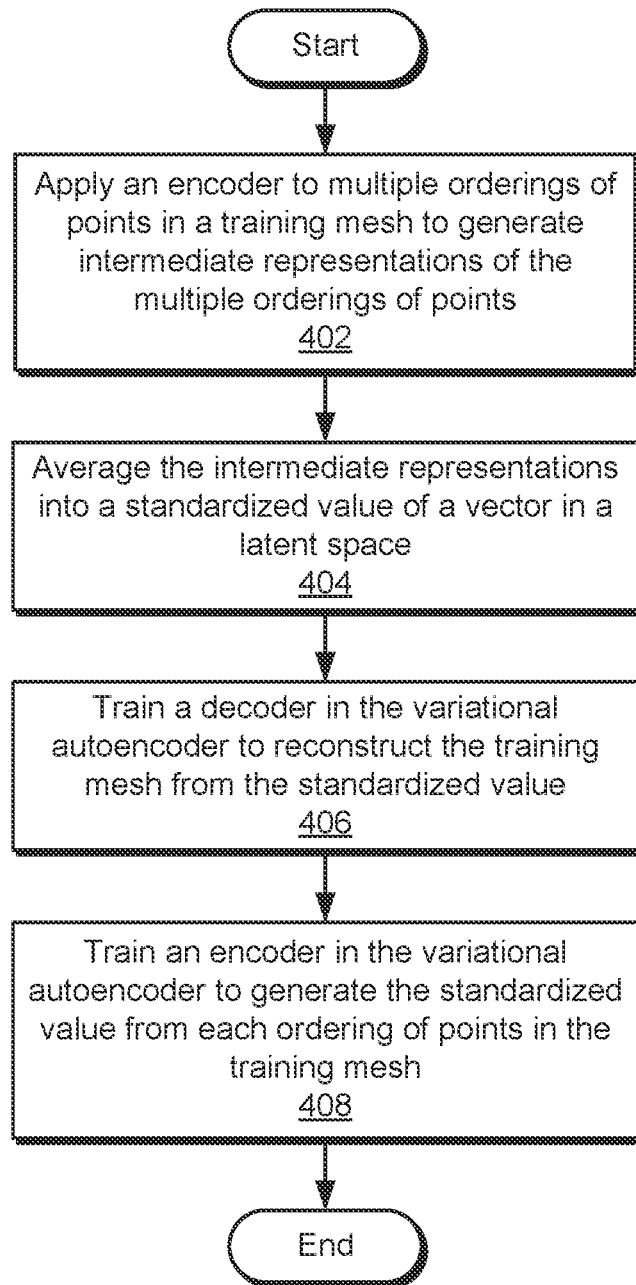 Start
Apply an encoder to multiple orderings of
points in a training mesh to generate
intermediate representations of the
multiple orderings of points
402
Average the intermediate representations
into a standardized value of a vector in a
latent space
404
Train a decoder in the variational
autoencoder to reconstruct the training
mesh from the standardized value
406
Train an encoder in the variational
autoencoder to generate the standardized
value from each ordering of points in the
training mesh
408
End